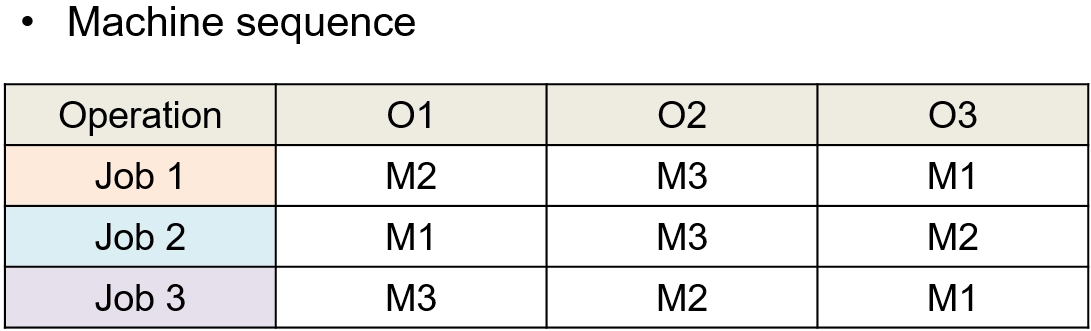 • Machine sequence
Operation O1 O2 O3
Job 1 M2 M3 M1
Job 2 M1 M3 M2
Job 3 M3 M2 M1